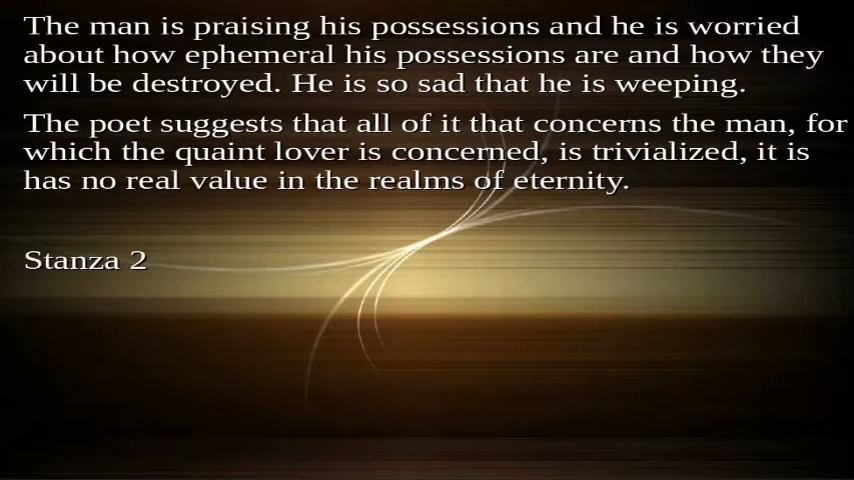 The man is praising his possessions and he is worried
about how ephemeral his possessions are and how they
will be destroyed. He is so sad that he is weeping.
The poet suggests that all of it that concerns the man, for
which the quaint lover is concerned, is trivialized, it is
has no real value in the realms of eternity.
Stanza 2